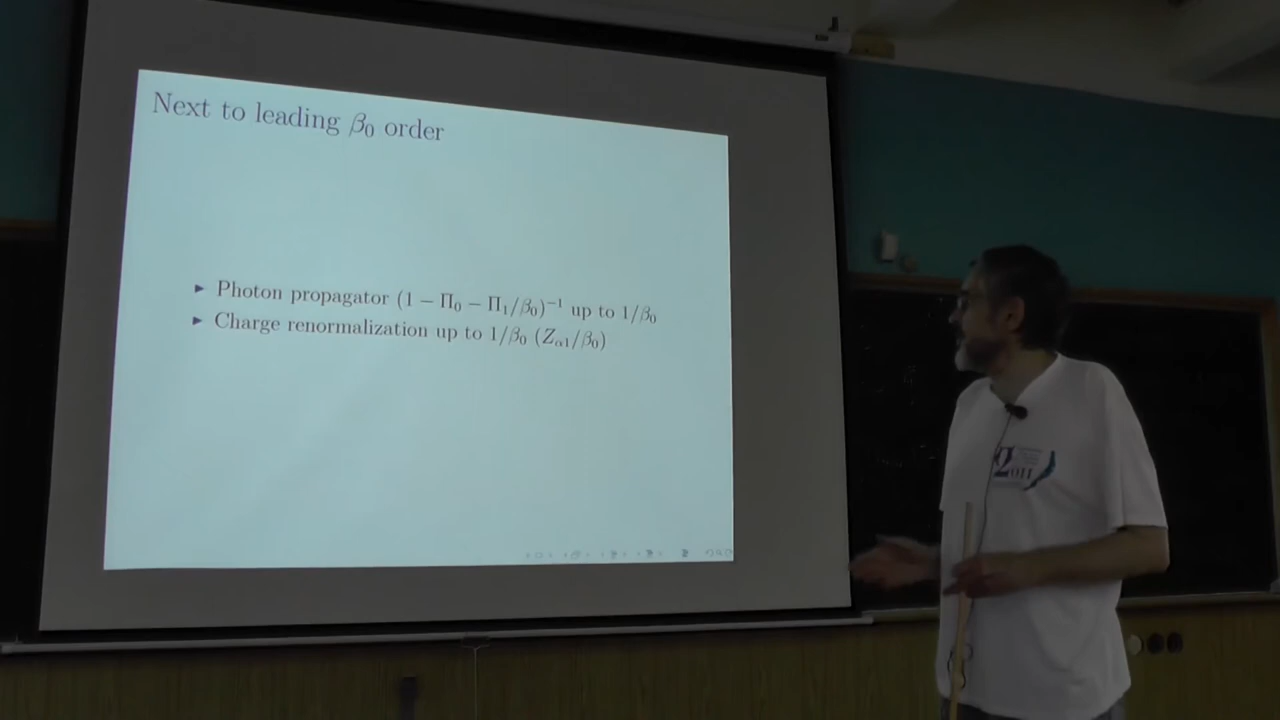 Next to leading β₀ order
▸ Photon propagator (1 − Π₀ − Π₁/β₀)⁻¹ up to 1/β₀
▸ Charge renormalization up to 1/β₀ (Zα₁/β₀)
2011